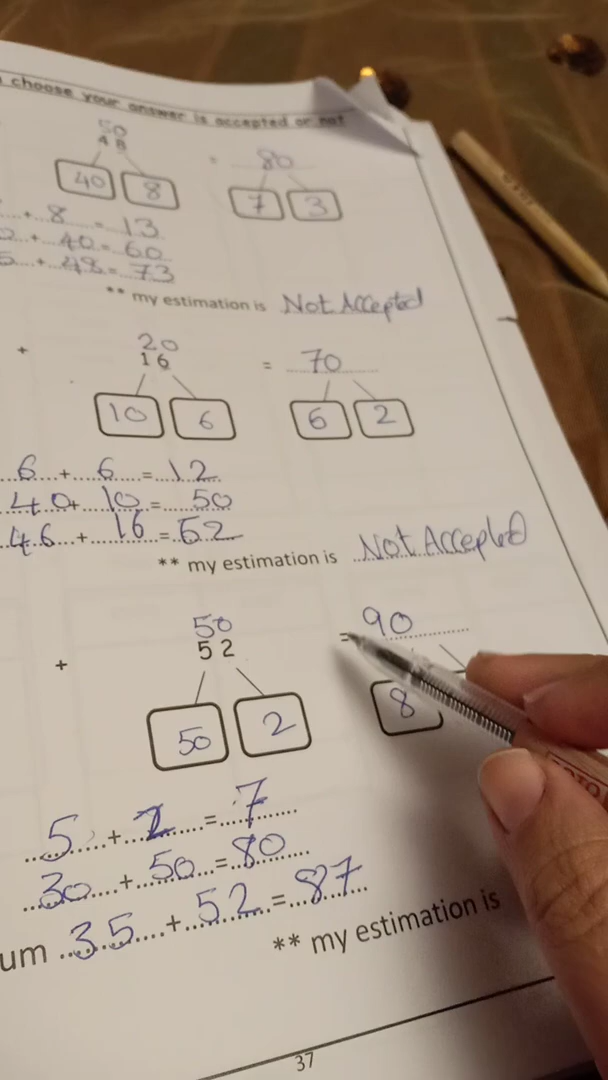 choose your answer is accepted or not
50
48 = 80
40 8 7 3
+ 8 = 13
+ 40 = 60
+ 48 = 73
** my estimation is Not Accepted
20
+ 16 = 70
10 6 6 2
6 + 6 = 12
40 + 10 = 50
46 + 16 = 62
** my estimation is Not Accepted
50 90
+ 52 =
50 2 8
5 + 2 = 7
30 + 50 = 80
um 35 + 52 = 87
** my estimation is
37